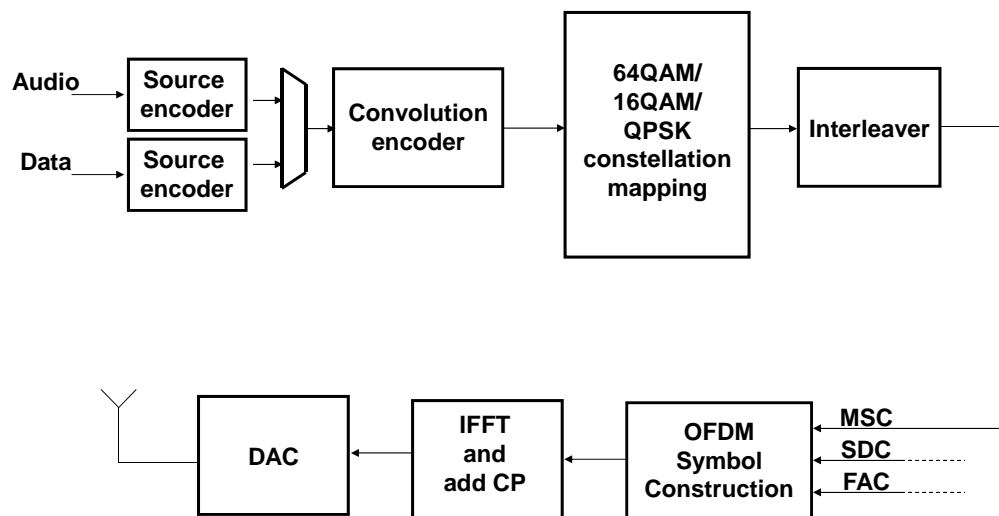 Audio
Source
encoder
Data
Source
encoder
Convolution
encoder
64QAM/
16QAM/
QPSK
constellation
mapping
Interleaver
DAC
IFFT
and
add CP
OFDM
Symbol
Construction
MSC
SDC
FAC